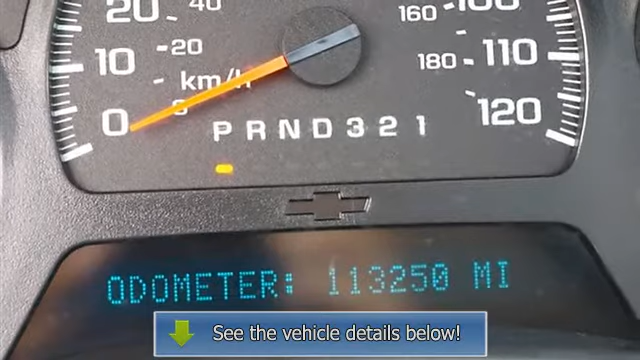 20 40 160 100
10 20 180 110
km/h
0 120
P R N D 3 2 1
ODOMETER: 113250 MI
See the vehicle details below!